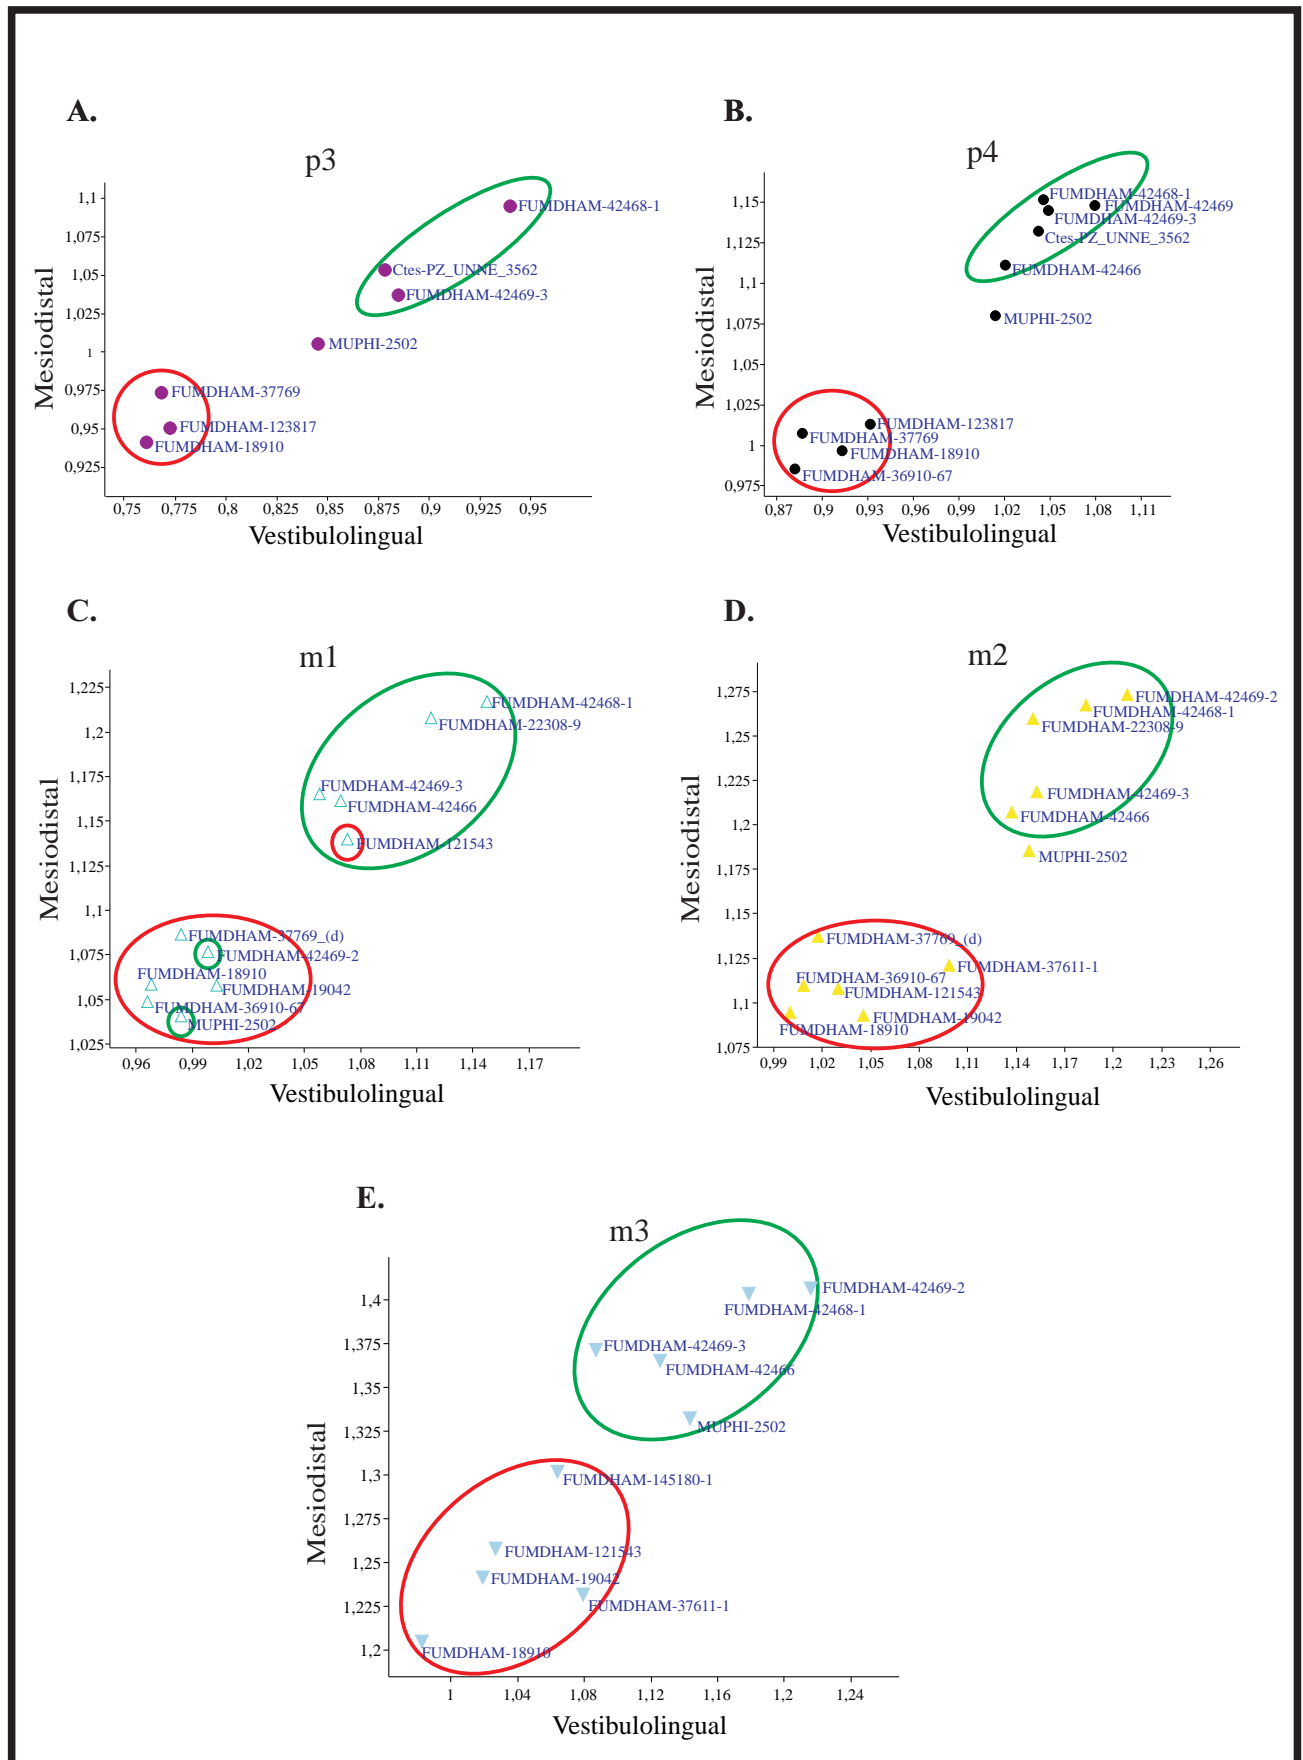 A.
p3
Mesiodistal
1,1
1,075
1,05
1,025
1
0,975
0,95
0,925
FUMDHAM-42468-1
Ctes-PZ_UNNE_3562
FUMDHAM-42469-3
MUPHI-2502
FUMDHAM-37769
FUMDHAM-123817
FUMDHAM-18910
0,75 0,775 0,8 0,825 0,85 0,875 0,9 0,925 0,95
Vestibulolingual
B.
p4
Mesiodistal
1,15
1,125
1,1
1,075
1,05
1,025
1
0,975
FUMDHAM-42468-1
FUMDHAM-42469
FUMDHAM-42469-3
Ctes-PZ_UNNE_3562
FUMDHAM-42466
MUPHI-2502
FUMDHAM-123817
FUMDHAM-37769
FUMDHAM-18910
FUMDHAM-36910-67
0,87 0,9 0,93 0,96 0,99 1,02 1,05 1,08 1,11
Vestibulolingual
C.
m1
Mesiodistal
1,225
1,2
1,175
1,15
1,125
1,1
1,075
1,05
1,025
FUMDHAM-42468-1
FUMDHAM-22308-9
FUMDHAM-42469-3
FUMDHAM-42466
FUMDHAM-121543
FUMDHAM-37769_(d)
FUMDHAM-42469-2
FUMDHAM-18910
FUMDHAM-19042
FUMDHAM-36910-67
MUPHI-2502
0,96 0,99 1,02 1,05 1,08 1,11 1,14 1,17
Vestibulolingual
D.
m2
Mesiodistal
1,275
1,25
1,225
1,2
1,175
1,15
1,125
1,1
1,075
FUMDHAM-42469-2
FUMDHAM-42468-1
FUMDHAM-22308-9
FUMDHAM-42469-3
FUMDHAM-42466
MUPHI-2502
FUMDHAM-37769_(d)
FUMDHAM-37611-1
FUMDHAM-36910-67
FUMDHAM-121543
FUMDHAM-19042
FUMDHAM-18910
0,99 1,02 1,05 1,08 1,11 1,14 1,17 1,2 1,23 1,26
Vestibulolingual
E.
m3
Mesiodistal
1,4
1,375
1,35
1,325
1,3
1,275
1,25
1,225
1,2
FUMDHAM-42469-2
FUMDHAM-42468-1
FUMDHAM-42469-3
FUMDHAM-42466
MUPHI-2502
FUMDHAM-145180-1
FUMDHAM-121543
FUMDHAM-19042
FUMDHAM-37611-1
FUMDHAM-18910
1 1,04 1,08 1,12 1,16 1,2 1,24
Vestibulolingual